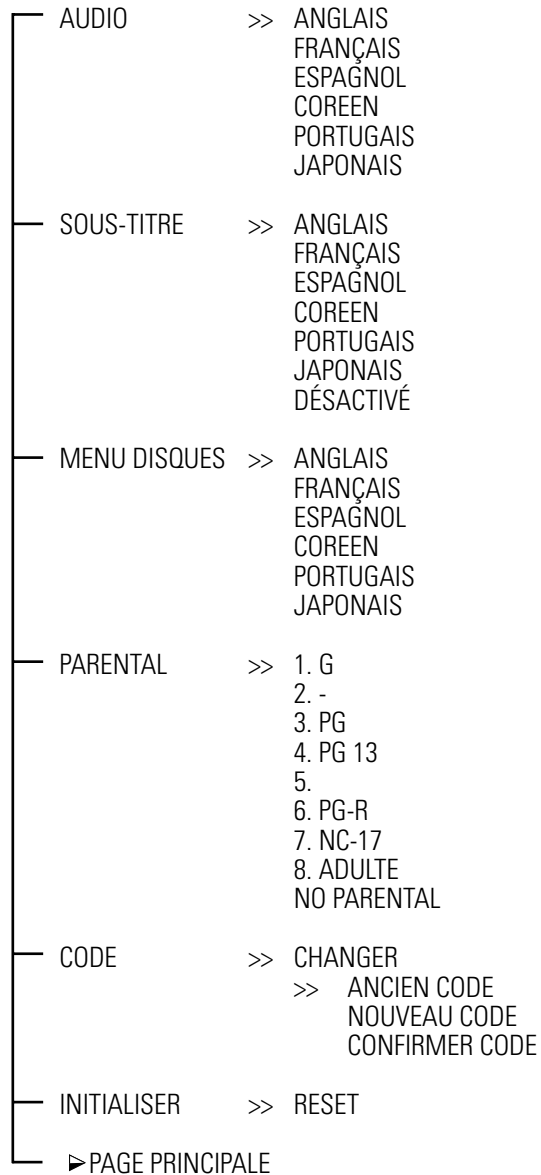 AUDIO >> ANGLAIS
FRANÇAIS
ESPAGNOL
COREEN
PORTUGAIS
JAPONAIS
SOUS-TITRE >> ANGLAIS
FRANÇAIS
ESPAGNOL
COREEN
PORTUGAIS
JAPONAIS
DÉSACTIVÉ
MENU DISQUES >> ANGLAIS
FRANÇAIS
ESPAGNOL
COREEN
PORTUGAIS
JAPONAIS
PARENTAL >> 1. G
2. -
3. PG
4. PG 13
5.
6. PG-R
7. NC-17
8. ADULTE
NO PARENTAL
CODE >> CHANGER
>> ANCIEN CODE
NOUVEAU CODE
CONFIRMER CODE
INITIALISER >> RESET
PAGE PRINCIPALE